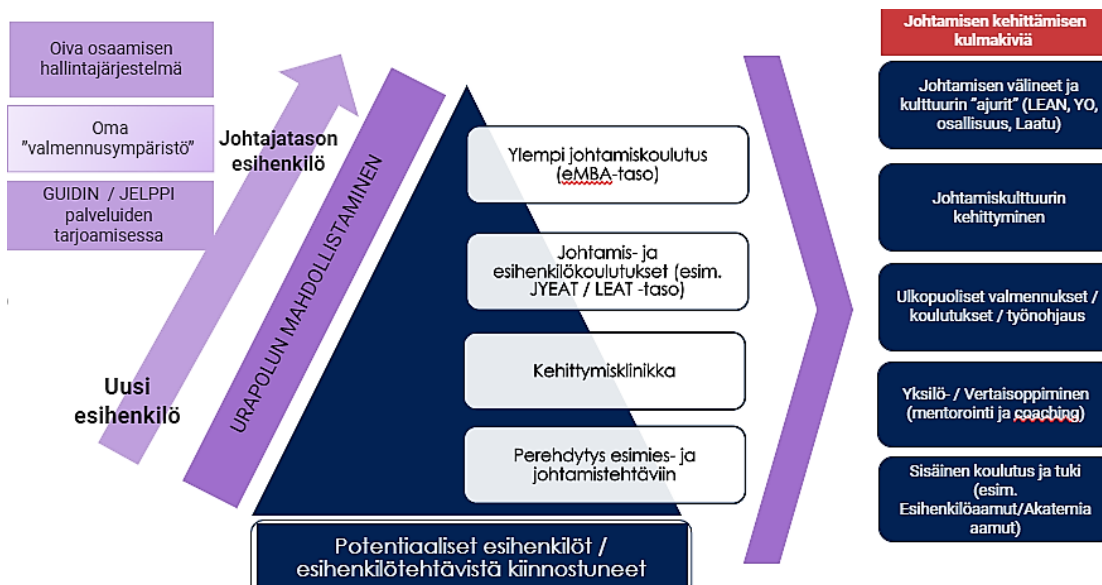 Oiva osaamisen
hallintajärjestelmä
Oma
”valmennusympäristö”
GUIDIN / JELPPI
palveluiden
tarjoamisessa
Johtajatason
esihenkilö
Uusi
esihenkilö
URAPOLUN MAHDOLLISTAMINEN
Ylempi johtamiskoulutus
(eMBA-taso)
Johtamis- ja
esihenkilökoulutukset (esim.
JYEAT / LEAT -taso)
Kehittymisklinikka
Perehdytys esimies- ja
johtamistehtäviin
Potentiaaliset esihenkilöt /
esihenkilötehtävistä kiinnostuneet
Johtamisen kehittämisen
kulmakiviä
Johtamisen välineet ja
kulttuurin ”ajurit” (LEAN, YO,
osallisuus, Laatu)
Johtamiskulttuurin
kehittyminen
Ulkopuoliset valmennukset /
koulutukset / työnohjaus
Yksilö- / Vertaisoppiminen
(mentorointi ja coaching)
Sisäinen koulutus ja tuki
(esim.
Esihenkilöaamut/Akatemia
aamut)